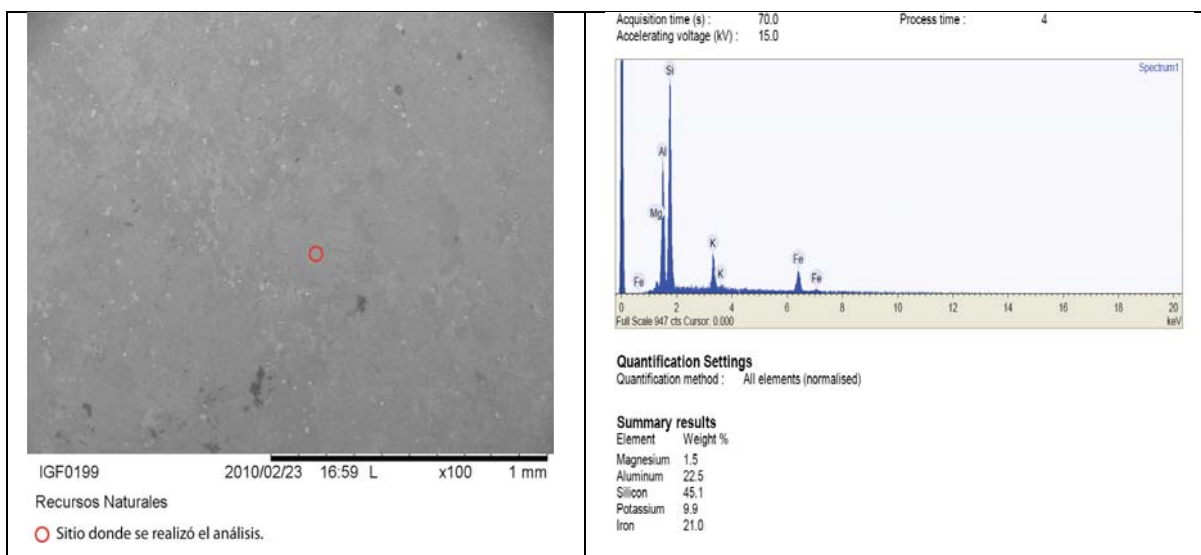 IGF0199 2010/02/23 16:59 L x100 1 mm
Recursos Naturales
Sitio donde se realizó el análisis.
Acquisition time (s) : 70.0 Process time : 4
Accelerating voltage (kV) : 15.0
Spectrum1
Si
Al
Mg
K
K
Fe
Fe
Fe
0 2 4 6 8 10 12 14 16 18 20
Full Scale 947 cts Cursor: 0.000 keV
Quantification Settings
Quantification method : All elements (normalised)
Summary results
Element Weight %
Magnesium 1.5
Aluminum 22.5
Silicon 45.1
Potassium 9.9
Iron 21.0